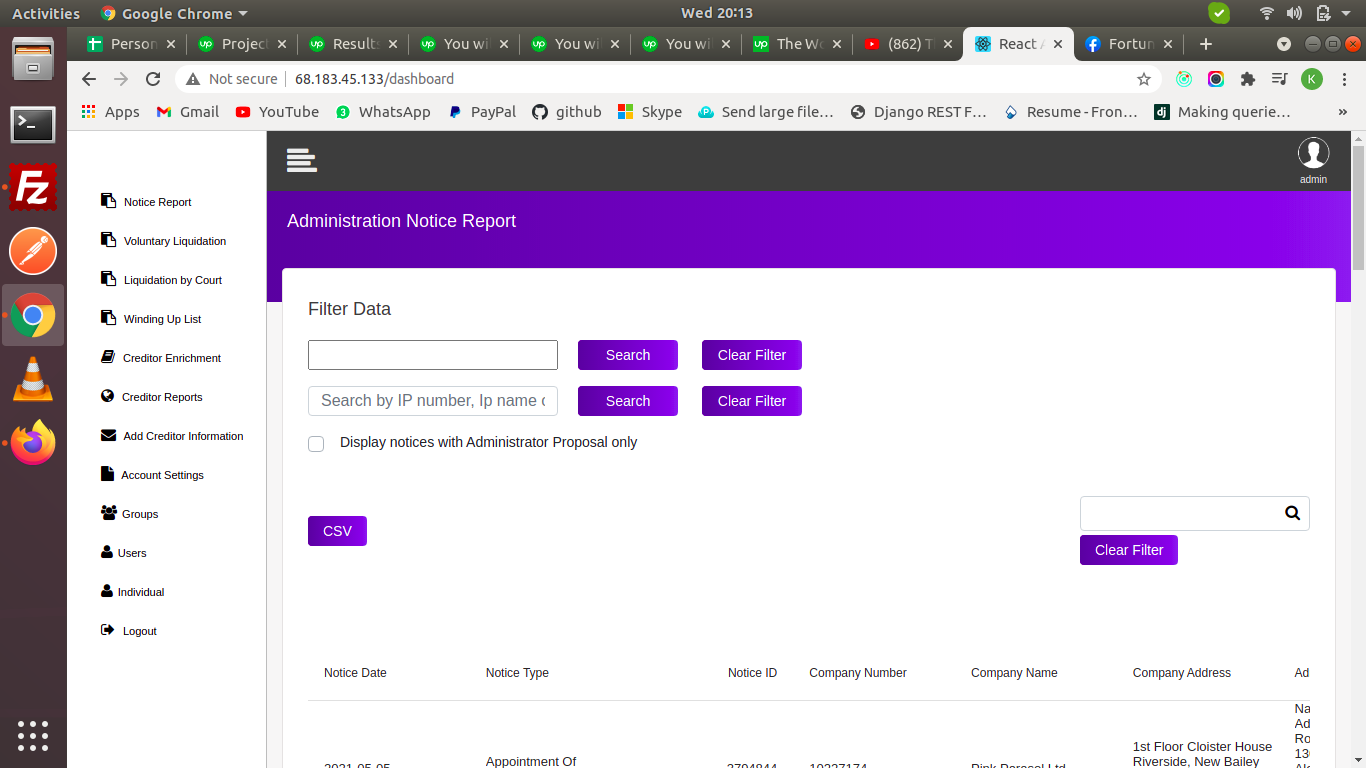 Activities Google Chrome Wed 20:13
Person Project Results You wi You wi You wi The Wo (862) T React A Fortun
Not secure 68.183.45.133/dashboard K
Apps Gmail YouTube 3 WhatsApp PayPal github Skype Send large file… Django REST F… Resume - Fron… dj Making querie… »
admin
Notice Report
Voluntary Liquidation
Liquidation by Court
Winding Up List
Creditor Enrichment
Creditor Reports
Add Creditor Information
Account Settings
Groups
Users
Individual
Logout
Administration Notice Report
Filter Data
Search Clear Filter
Search by IP number, Ip name Search Clear Filter
Display notices with Administrator Proposal only
CSV
Clear Filter
Notice Date Notice Type Notice ID Company Number Company Name Company Address Ad
Na
Ad
Ro
1st Floor Cloister House 13
2021-05-05 Appointment Of 2794844 10227174 Pink Parasol Ltd Riverside, New Bailey